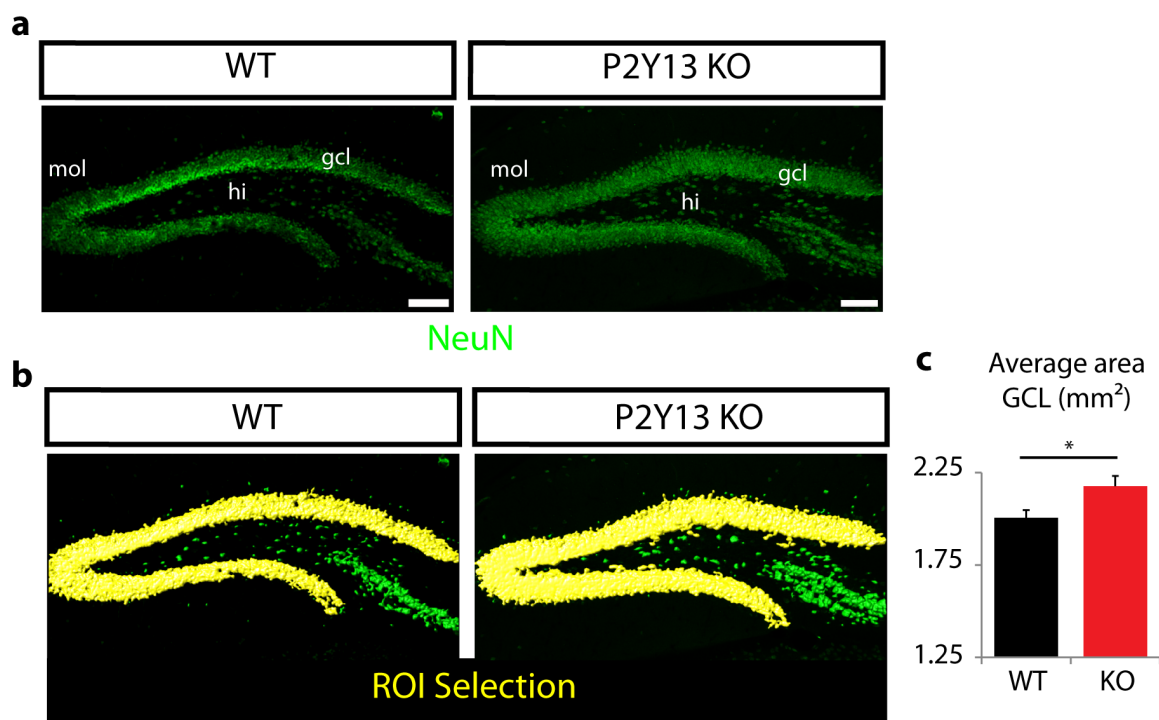 a
WT
P2Y13 KO
mol
gcl
hi
mol
gcl
hi
NeuN
b
WT
P2Y13 KO
ROI Selection
c
Average area
GCL (mm²)
*
2.25
1.75
1.25
WT
KO